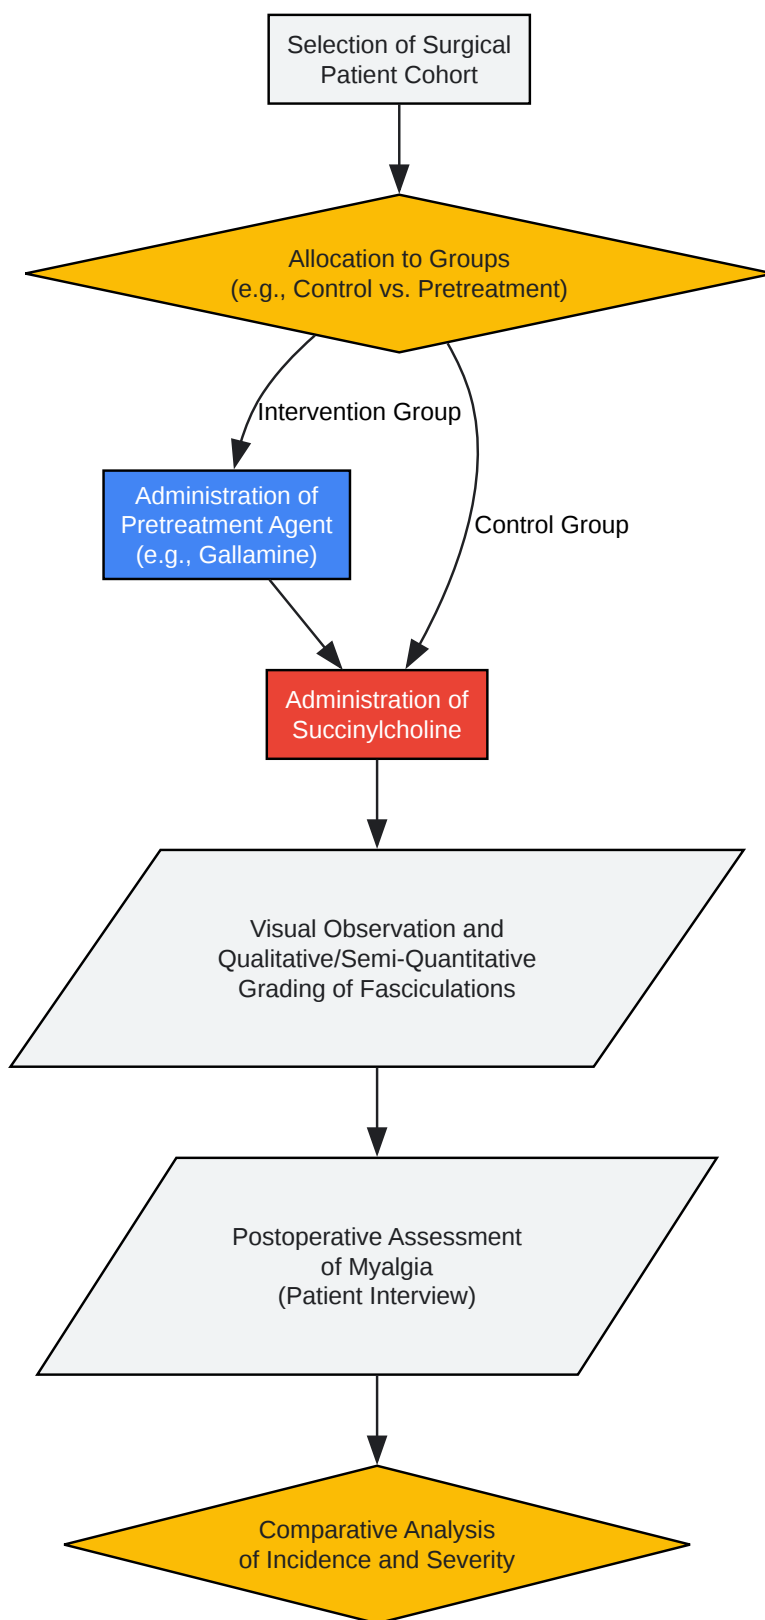 Selection of Surgical
Patient Cohort
Allocation to Groups
(e.g., Control vs. Pretreatment)
Intervention Group
Administration of
Pretreatment Agent
(e.g., Gallamine)
Control Group
Administration of
Succinylcholine
Visual Observation and
Qualitative/Semi-Quantitative
Grading of Fasciculations
Postoperative Assessment
of Myalgia
(Patient Interview)
Comparative Analysis
of Incidence and Severity